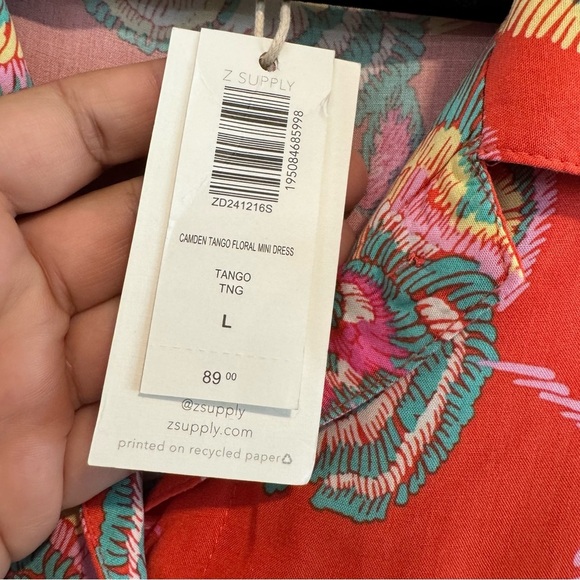 Z SUPPLY
195084685998
ZD241216S
CAMDEN TANGO FLORAL MINI DRESS
TANGO
TNG
L
89.00
@zsupply
zsupply.com
printed on recycled paper